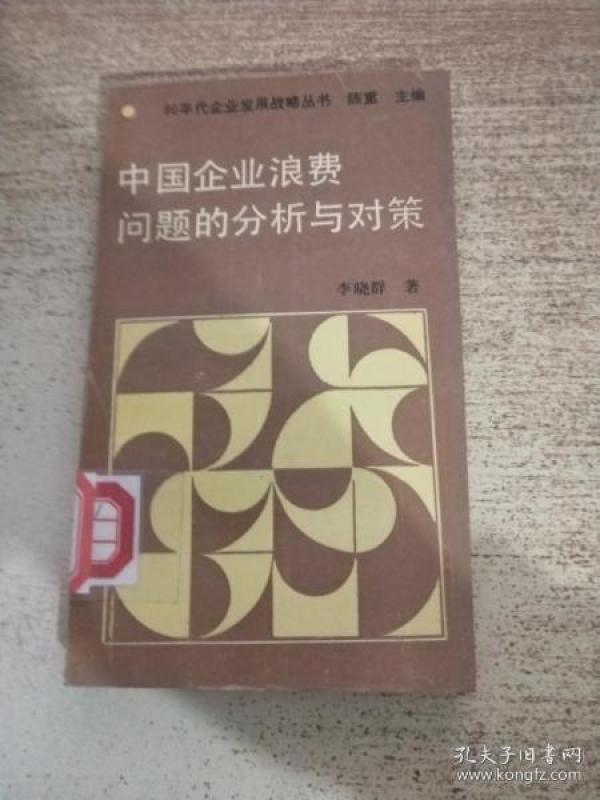 90年代企业发展战略丛书 陈重 主编
中国企业浪费
问题的分析与对策
李晓群 著
孔夫子旧书网
www.kongfz.com